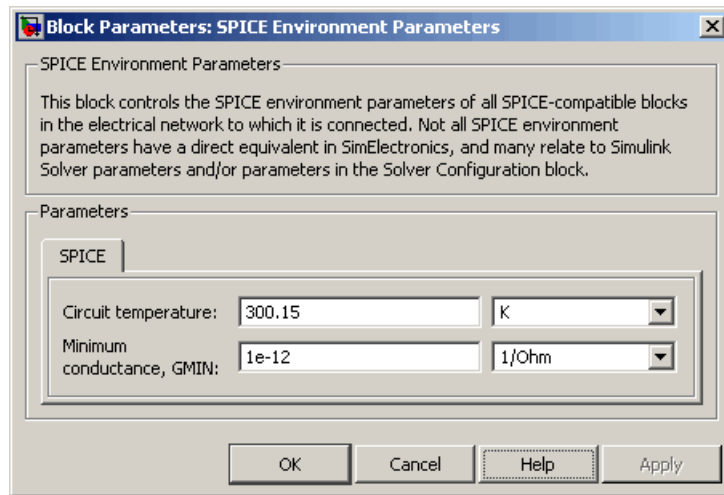 Block Parameters: SPICE Environment Parameters
SPICE Environment Parameters
This block controls the SPICE environment parameters of all SPICE-compatible blocks
in the electrical network to which it is connected. Not all SPICE environment
parameters have a direct equivalent in SimElectronics, and many relate to Simulink
Solver parameters and/or parameters in the Solver Configuration block.
Parameters
SPICE
Circuit temperature: 300.15 K
Minimum
conductance, GMIN: 1e-12 1/Ohm
OK Cancel Help Apply